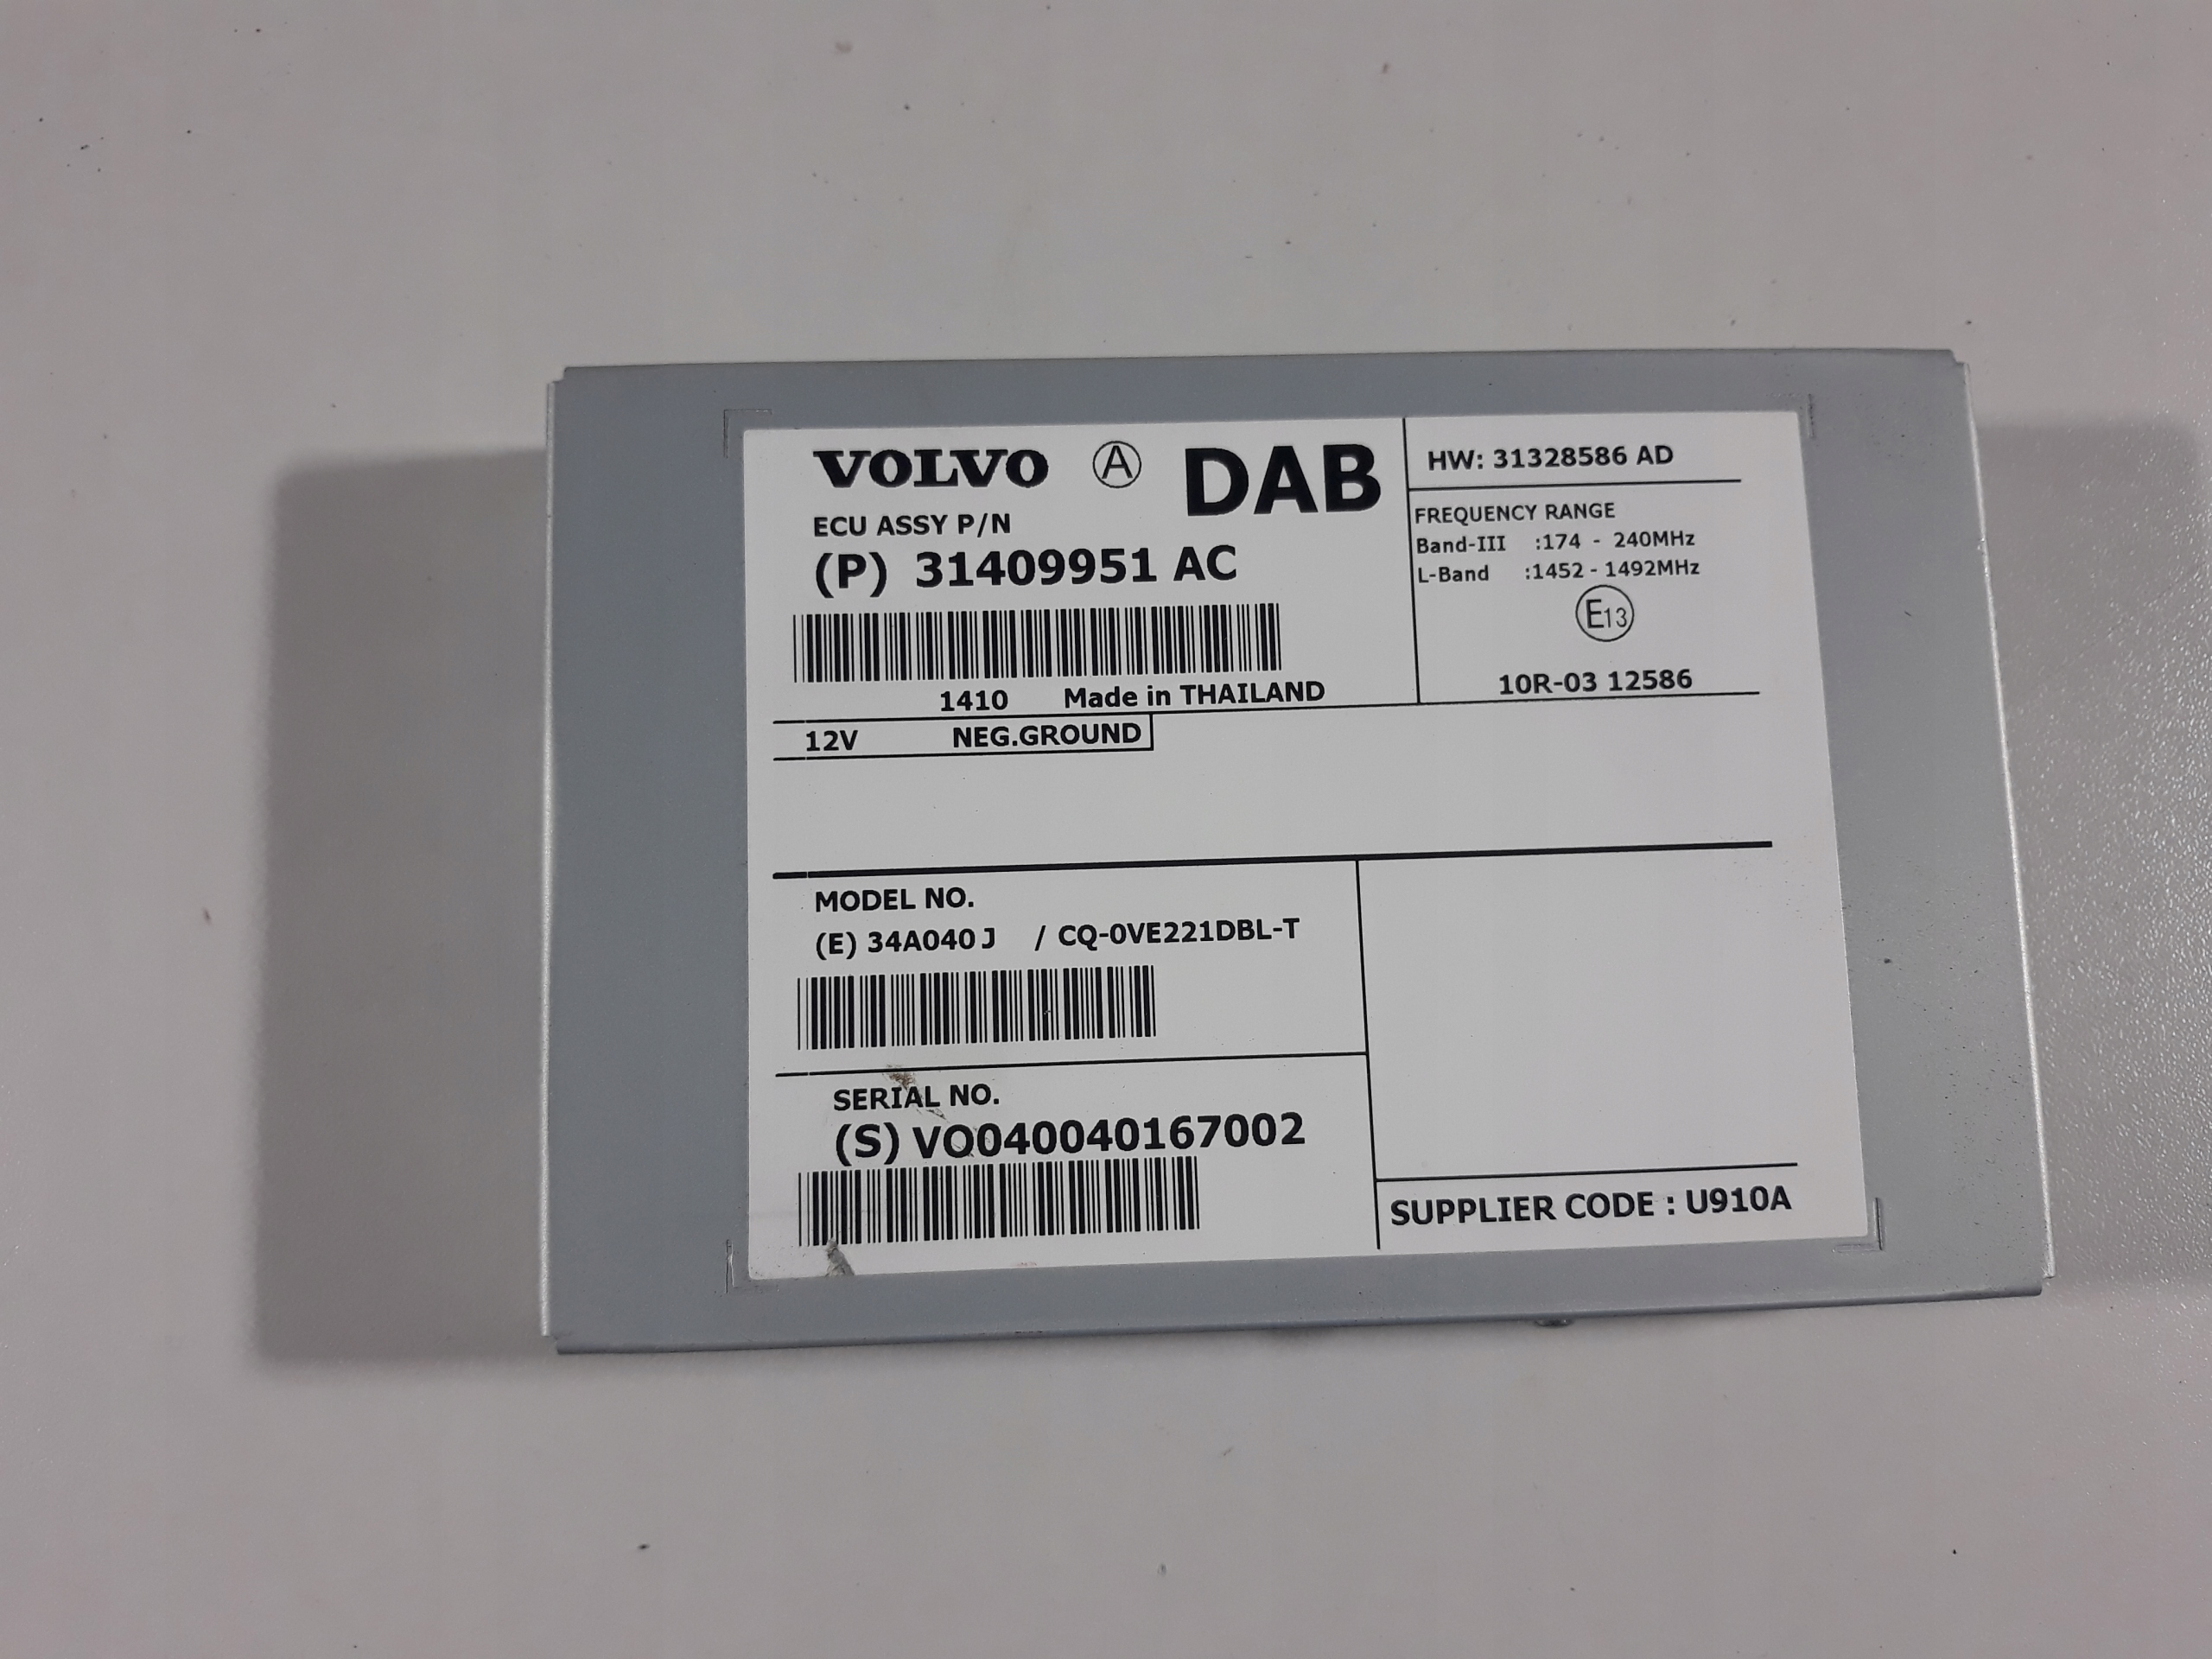 VOLVO Ⓐ DAB
ECU ASSY P/N
(P) 31409951 AC
1410 Made in THAILAND
12V NEG.GROUND
HW: 31328586 AD
FREQUENCY RANGE
Band-III :174 - 240MHz
L-Band :1452 - 1492MHz
E13
10R-03 12586
MODEL NO.
(E) 34A040 J / CQ-0VE221DBL-T
SERIAL NO.
(S) VO040040167002
SUPPLIER CODE : U910A